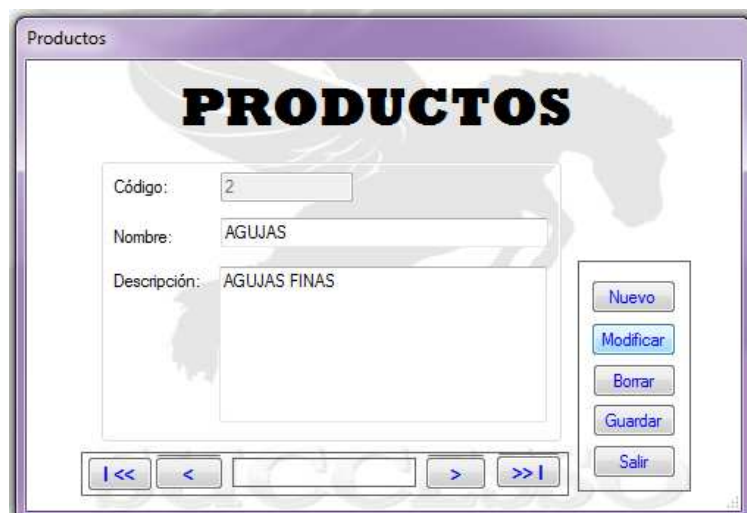 Productos
PRODUCTOS
Código: 2
Nombre: AGUJAS
Descripción: AGUJAS FINAS
Nuevo
Modificar
Borrar
Guardar
Salir
I << < > >> I